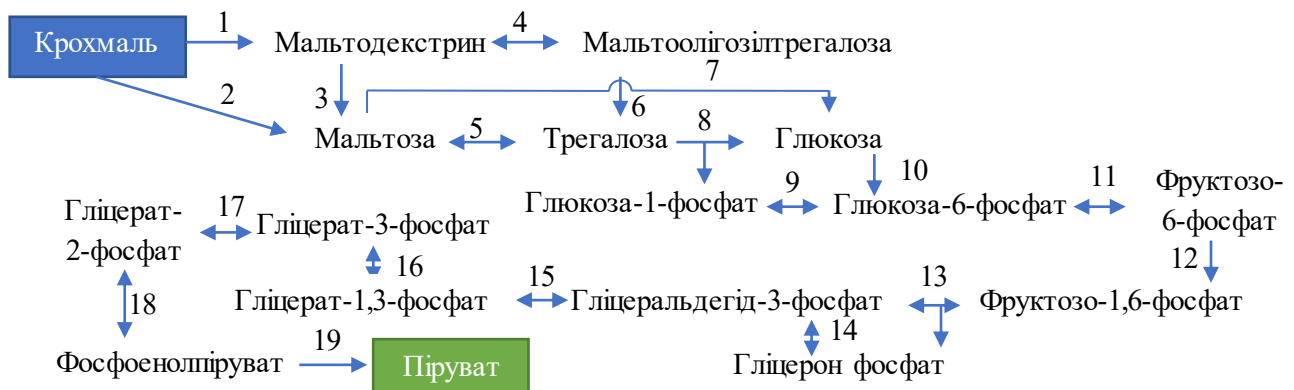 1
4
Крохмаль
Мальтодекстрин
Мальтоолігозілтрегалоза
7
2
3
6
8
Мальтоза
5
Трегалоза
Глюкоза
10
9
11
Фруктозо-
6-фосфат
Глюкоза-1-фосфат
Глюкоза-6-фосфат
Гліцерат-
2-фосфат
17
Гліцерат-3-фосфат
12
16
15
13
Гліцерат-1,3-фосфат
Гліцеральдегід-3-фосфат
Фруктозо-1,6-фосфат
18
14
19
Фосфоенолпіруват
Піруват
Гліцерон фосфат